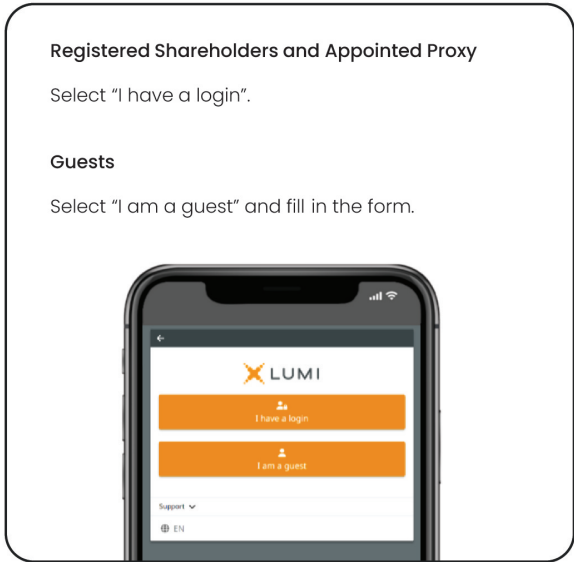 Registered Shareholders and Appointed Proxy
Select “I have a login”.
Guests
Select “I am a guest” and fill in the form.
LUMI
I have a login
I am a guest
Support
EN